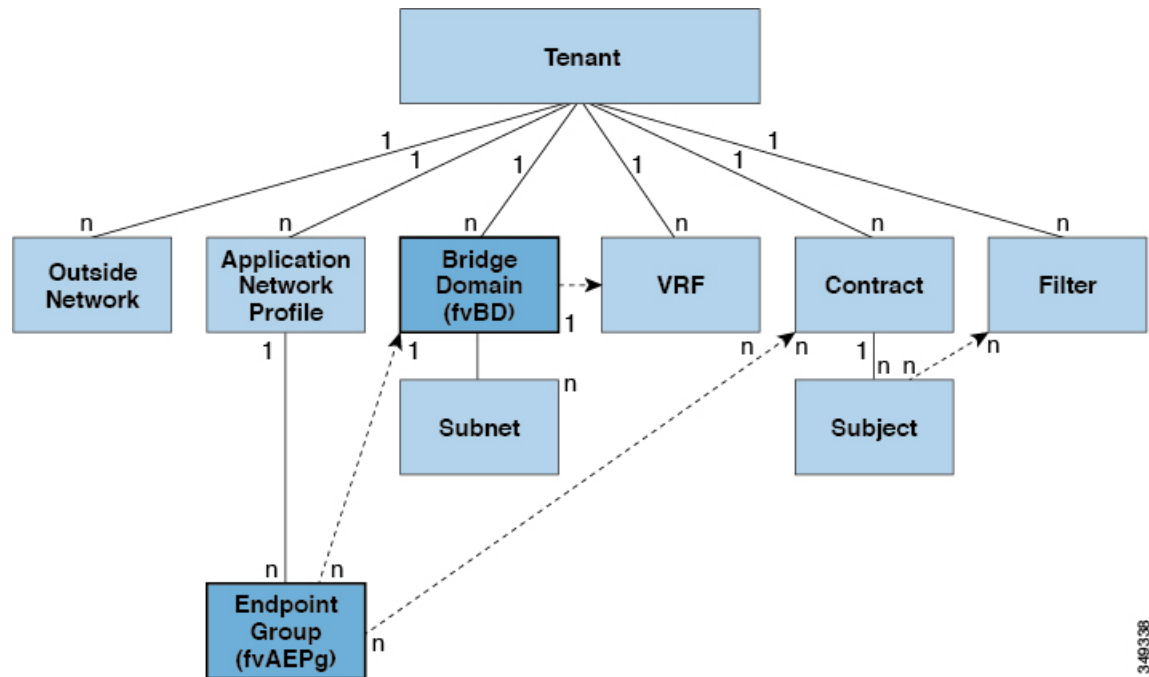 Tenant
1
1
1
1
1
1
n
n
n
n
n
n
Outside
Network
Application
Network
Profile
Bridge
Domain
(fvBD)
VRF
Contract
Filter
1
1
1
n
n
1
n
n
n
n
Subnet
Subject
n
n
Endpoint
Group
(fvAEPg)
n
349338